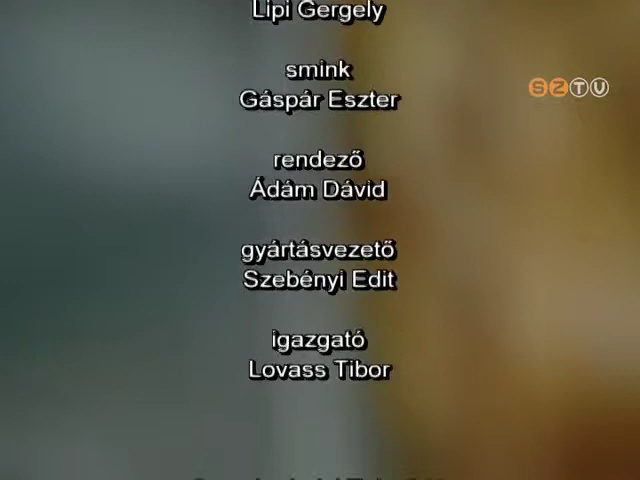 Lipi Gergely
smink
Gáspár Eszter
SZTV
rendező
Ádám Dávid
gyártásvezető
Szebényi Edit
igazgató
Lovass Tibor